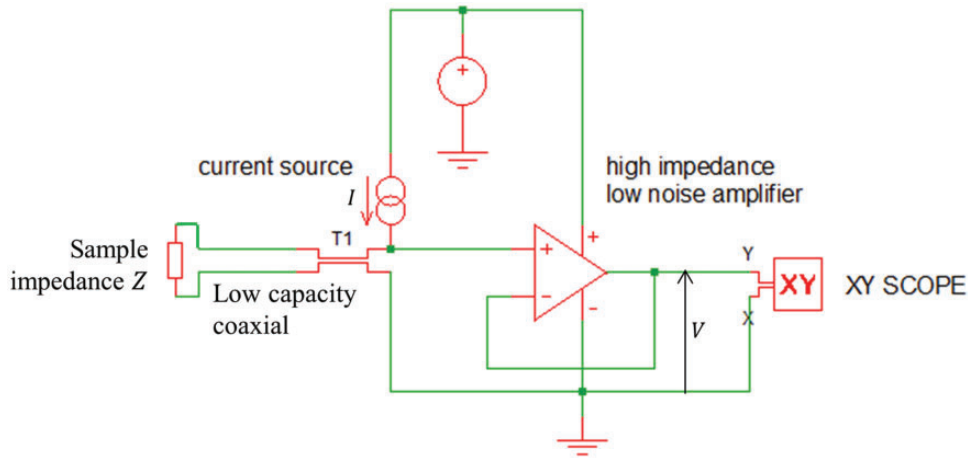 +
current source
I
high impedance
low noise amplifier
T1
Sample
impedance Z
Low capacity
coaxial
+
+
−
−
Y
X
XY
XY SCOPE
V